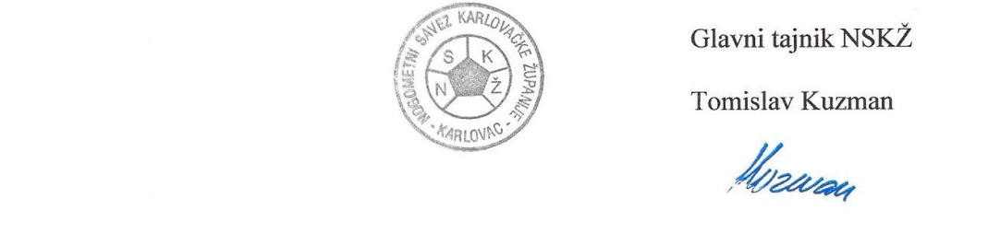 NOGOMETNI SAVEZ KARLOVAČKE ŽUPANIJE
- KARLOVAC -
S K
N Ž
Glavni tajnik NSKŽ
Tomislav Kuzman
Kuzman